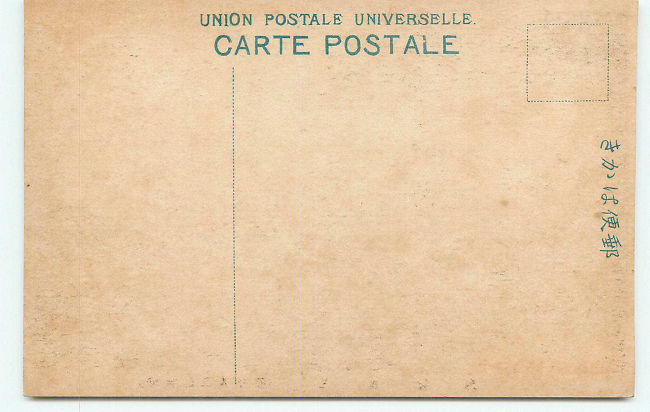 UNION POSTALE UNIVERSELLE.
CARTE POSTALE
郵便はかき